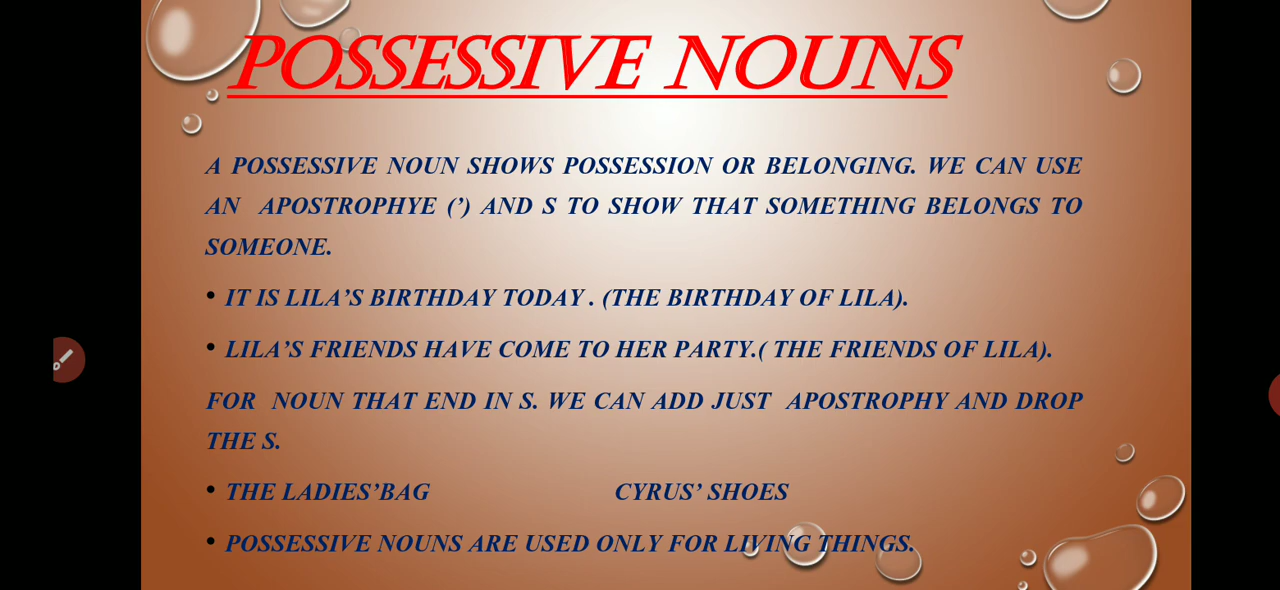 POSSESSIVE NOUNS
A POSSESSIVE NOUN SHOWS POSSESSION OR BELONGING. WE CAN USE
AN APOSTROPHYE (’) AND S TO SHOW THAT SOMETHING BELONGS TO
SOMEONE.
• IT IS LILA’S BIRTHDAY TODAY . (THE BIRTHDAY OF LILA).
• LILA’S FRIENDS HAVE COME TO HER PARTY.( THE FRIENDS OF LILA).
FOR NOUN THAT END IN S. WE CAN ADD JUST APOSTROPHY AND DROP
THE S.
• THE LADIES’BAG CYRUS’ SHOES
• POSSESSIVE NOUNS ARE USED ONLY FOR LIVING THINGS.